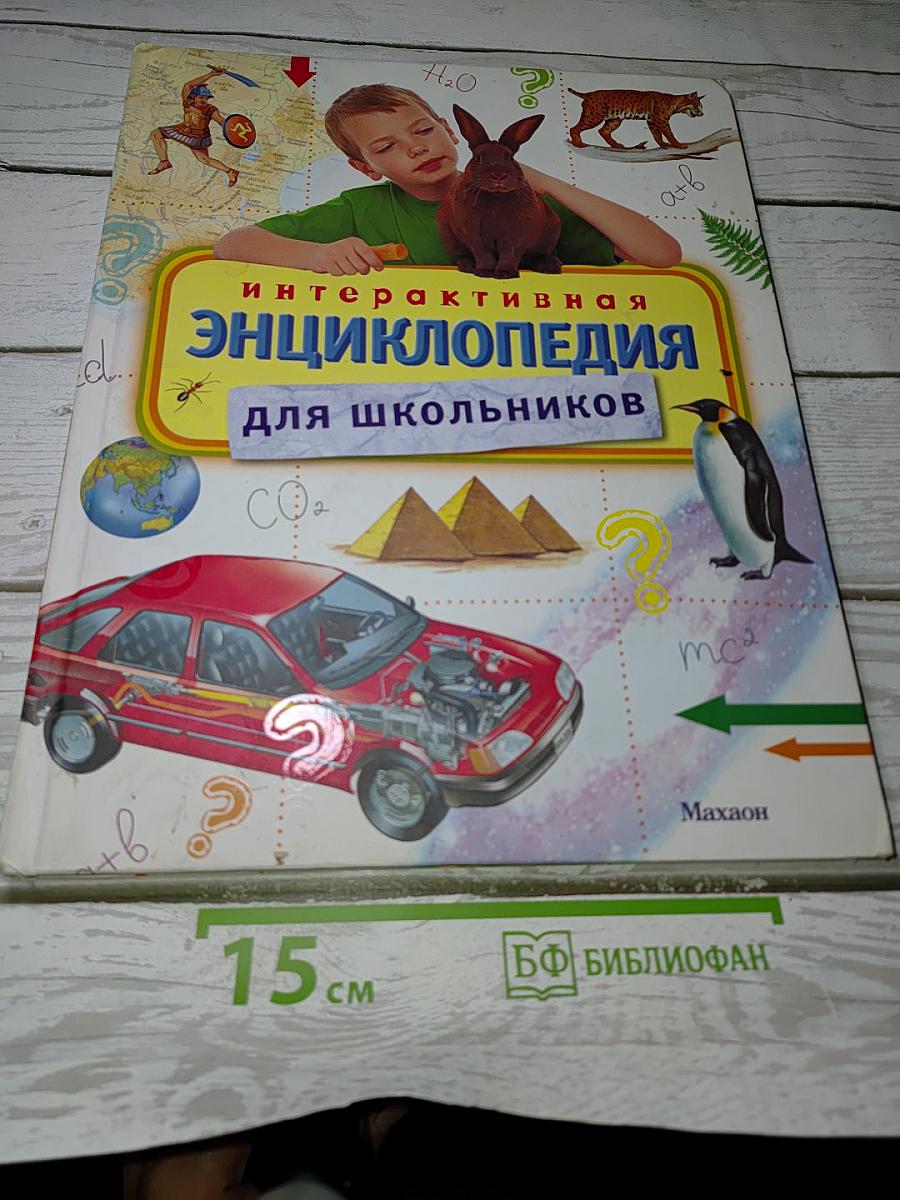 H₂O
a+b
интерактивная
ЭНЦИКЛОПЕДИЯ
для школьников
CO₂
mc²
Махаон
a+b
15 см
БФ БИБЛИОФАН